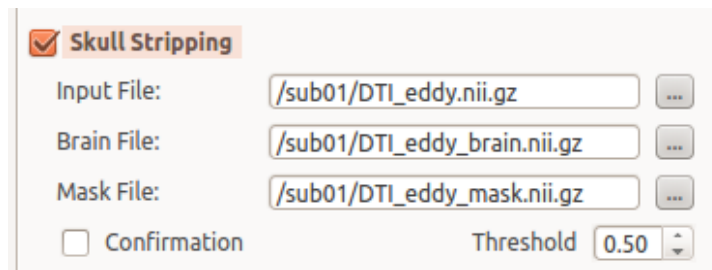 Skull Stripping
Input File: /sub01/DTI_eddy.nii.gz ...
Brain File: /sub01/DTI_eddy_brain.nii.gz ...
Mask File: /sub01/DTI_eddy_mask.nii.gz ...
Confirmation Threshold 0.50